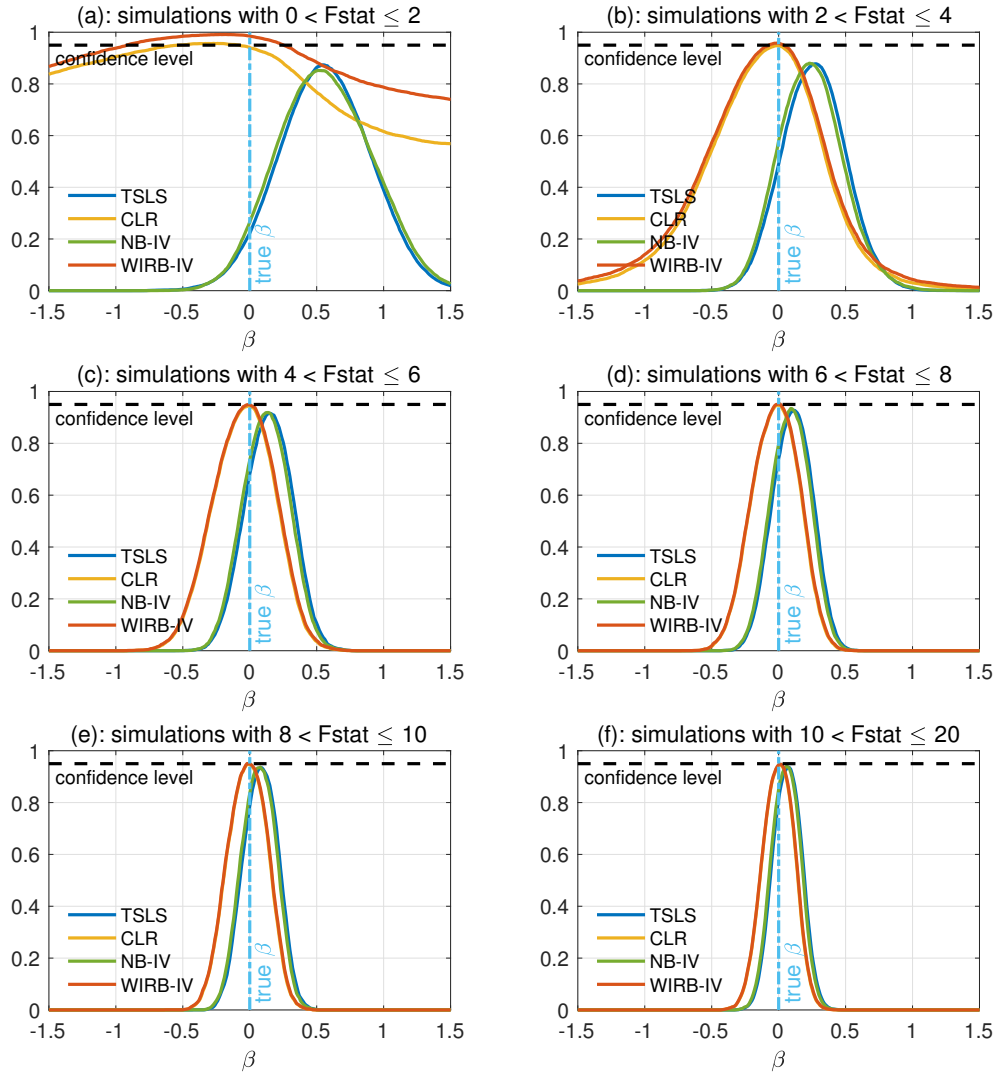 (a): simulations with 0 < Fstat ≤ 2
1
confidence level
0.8
0.6
0.4
TSLS
CLR
0.2
NB-IV
WIRB-IV
true β
0
-1.5 -1 -0.5 0 0.5 1 1.5
β
(b): simulations with 2 < Fstat ≤ 4
1
confidence level
0.8
0.6
0.4
TSLS
CLR
0.2
NB-IV
WIRB-IV
true β
0
-1.5 -1 -0.5 0 0.5 1 1.5
β
(c): simulations with 4 < Fstat ≤ 6
1
confidence level
0.8
0.6
0.4
TSLS
CLR
0.2
NB-IV
WIRB-IV
true β
0
-1.5 -1 -0.5 0 0.5 1 1.5
β
(d): simulations with 6 < Fstat ≤ 8
1
confidence level
0.8
0.6
0.4
TSLS
CLR
0.2
NB-IV
WIRB-IV
true β
0
-1.5 -1 -0.5 0 0.5 1 1.5
β
(e): simulations with 8 < Fstat ≤ 10
1
confidence level
0.8
0.6
0.4
TSLS
CLR
0.2
NB-IV
WIRB-IV
true β
0
-1.5 -1 -0.5 0 0.5 1 1.5
β
(f): simulations with 10 < Fstat ≤ 20
1
confidence level
0.8
0.6
0.4
TSLS
CLR
0.2
NB-IV
WIRB-IV
true β
0
-1.5 -1 -0.5 0 0.5 1 1.5
β